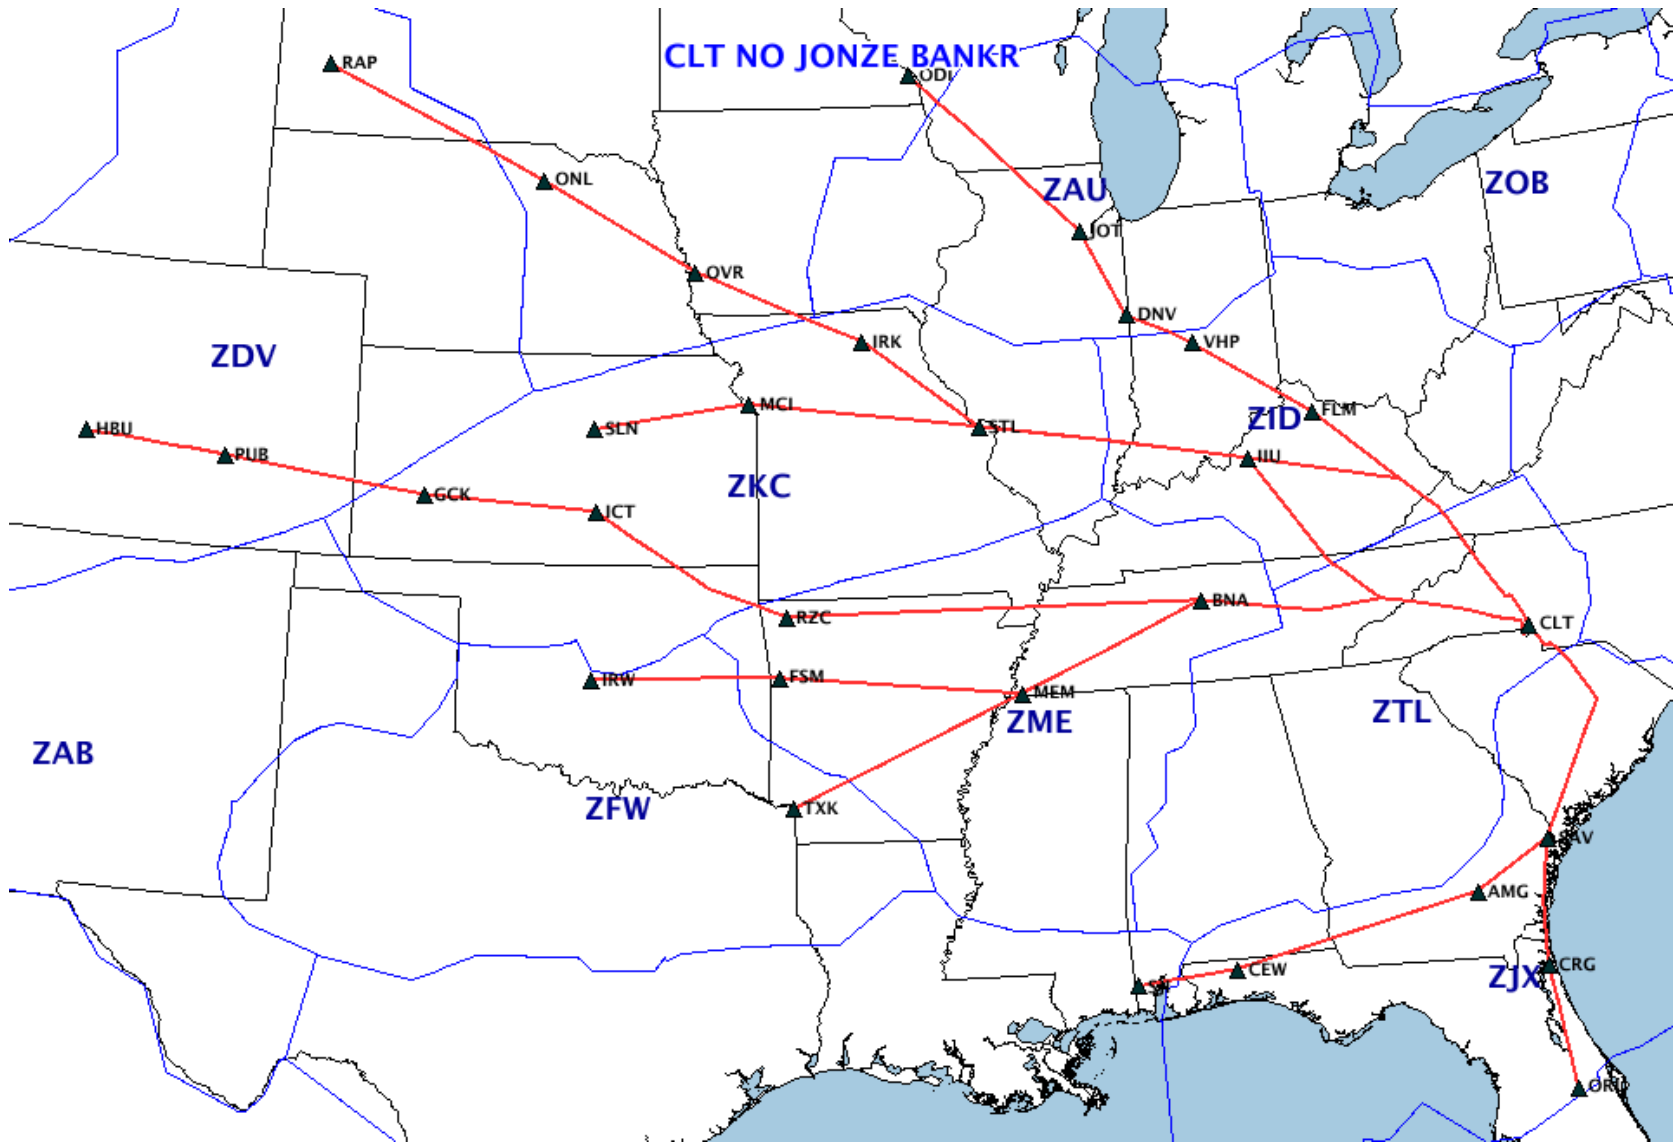 CLT NO JONZE BANKR
RAP
ZAU
ZOB
ONL
JOT
OVR
DNV
ZDV
IRK
VHP
MCI
FLM
HBU
SLN
STL
ZID
PUB
IIU
ZKC
GCK
ICT
BNA
RZC
CLT
IRW
FSM
MEM
ZME
ZTL
ZAB
ZFW
TXK
AMG
CEW
CRG
ZJX